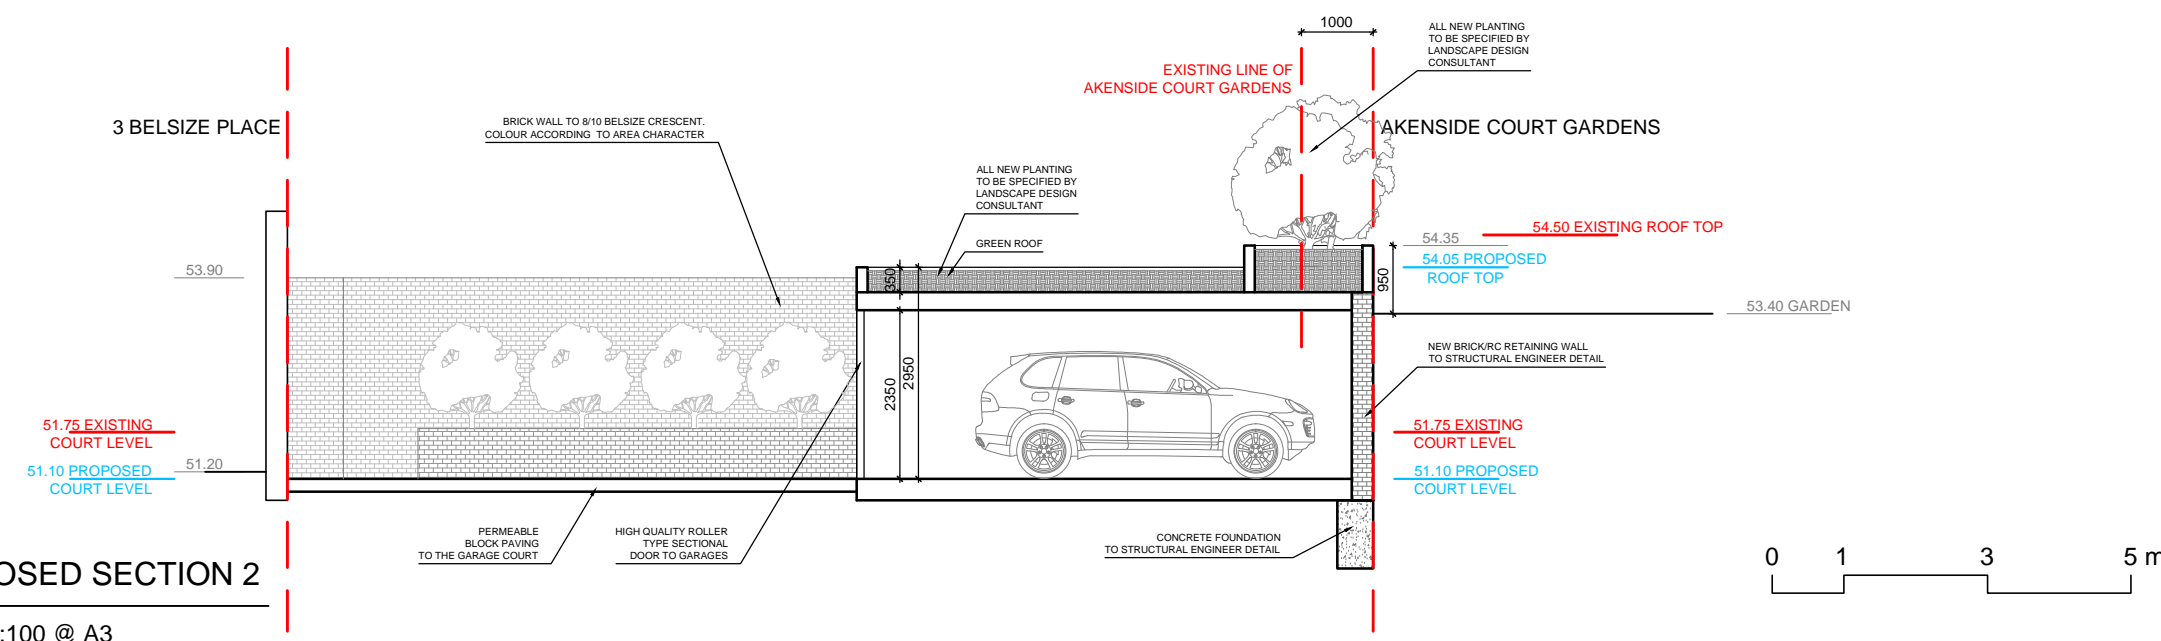 1000
ALL NEW PLANTING
TO BE SPECIFIED BY
LANDSCAPE DESIGN
CONSULTANT
EXISTING LINE OF
AKENSIDE COURT GARDENS
3 BELSIZE PLACE
BRICK WALL TO 8/10 BELSIZE CRESCENT.
COLOUR ACCORDING TO AREA CHARACTER
AKENSIDE COURT GARDENS
ALL NEW PLANTING
TO BE SPECIFIED BY
LANDSCAPE DESIGN
CONSULTANT
GREEN ROOF
54.50 EXISTING ROOF TOP
54.35
54.05 PROPOSED
ROOF TOP
53.90
350
950
53.40 GARDEN
NEW BRICK/RC RETAINING WALL
TO STRUCTURAL ENGINEER DETAIL
2350
2950
51.75 EXISTING
COURT LEVEL
51.75 EXISTING
COURT LEVEL
51.20
51.10 PROPOSED
COURT LEVEL
51.10 PROPOSED
COURT LEVEL
PERMEABLE
BLOCK PAVING
TO THE GARAGE COURT
HIGH QUALITY ROLLER
TYPE SECTIONAL
DOOR TO GARAGES
CONCRETE FOUNDATION
TO STRUCTURAL ENGINEER DETAIL
OSED SECTION 2
:100 @ A3
0 1 3 5 m